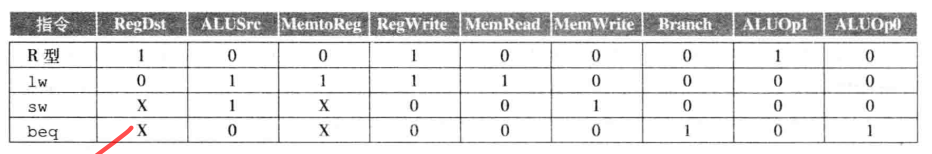 指令 RegDst ALUSrc MemtoReg RegWrite MemRead MemWrite Branch ALUOp1 ALUOp0
R 型 1 0 0 1 0 0 0 1 0
lw 0 1 1 1 1 0 0 0 0
sw X 1 X 0 0 1 0 0 0
beq X 0 X 0 0 0 1 0 1